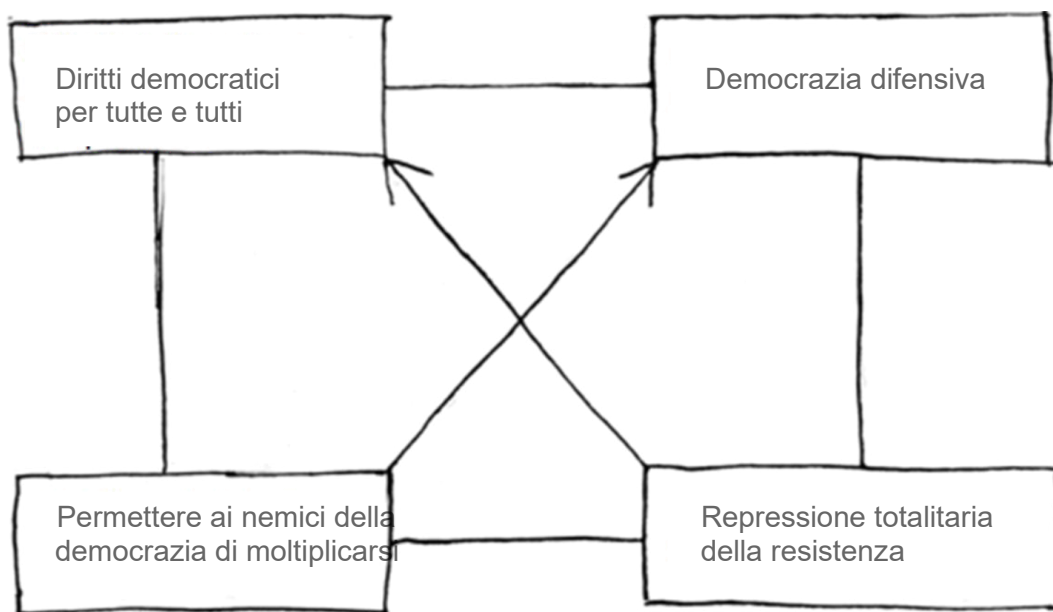 Diritti democratici
per tutte e tutti
Democrazia difensiva
Permettere ai nemici della
democrazia di moltiplicarsi
Repressione totalitaria
della resistenza